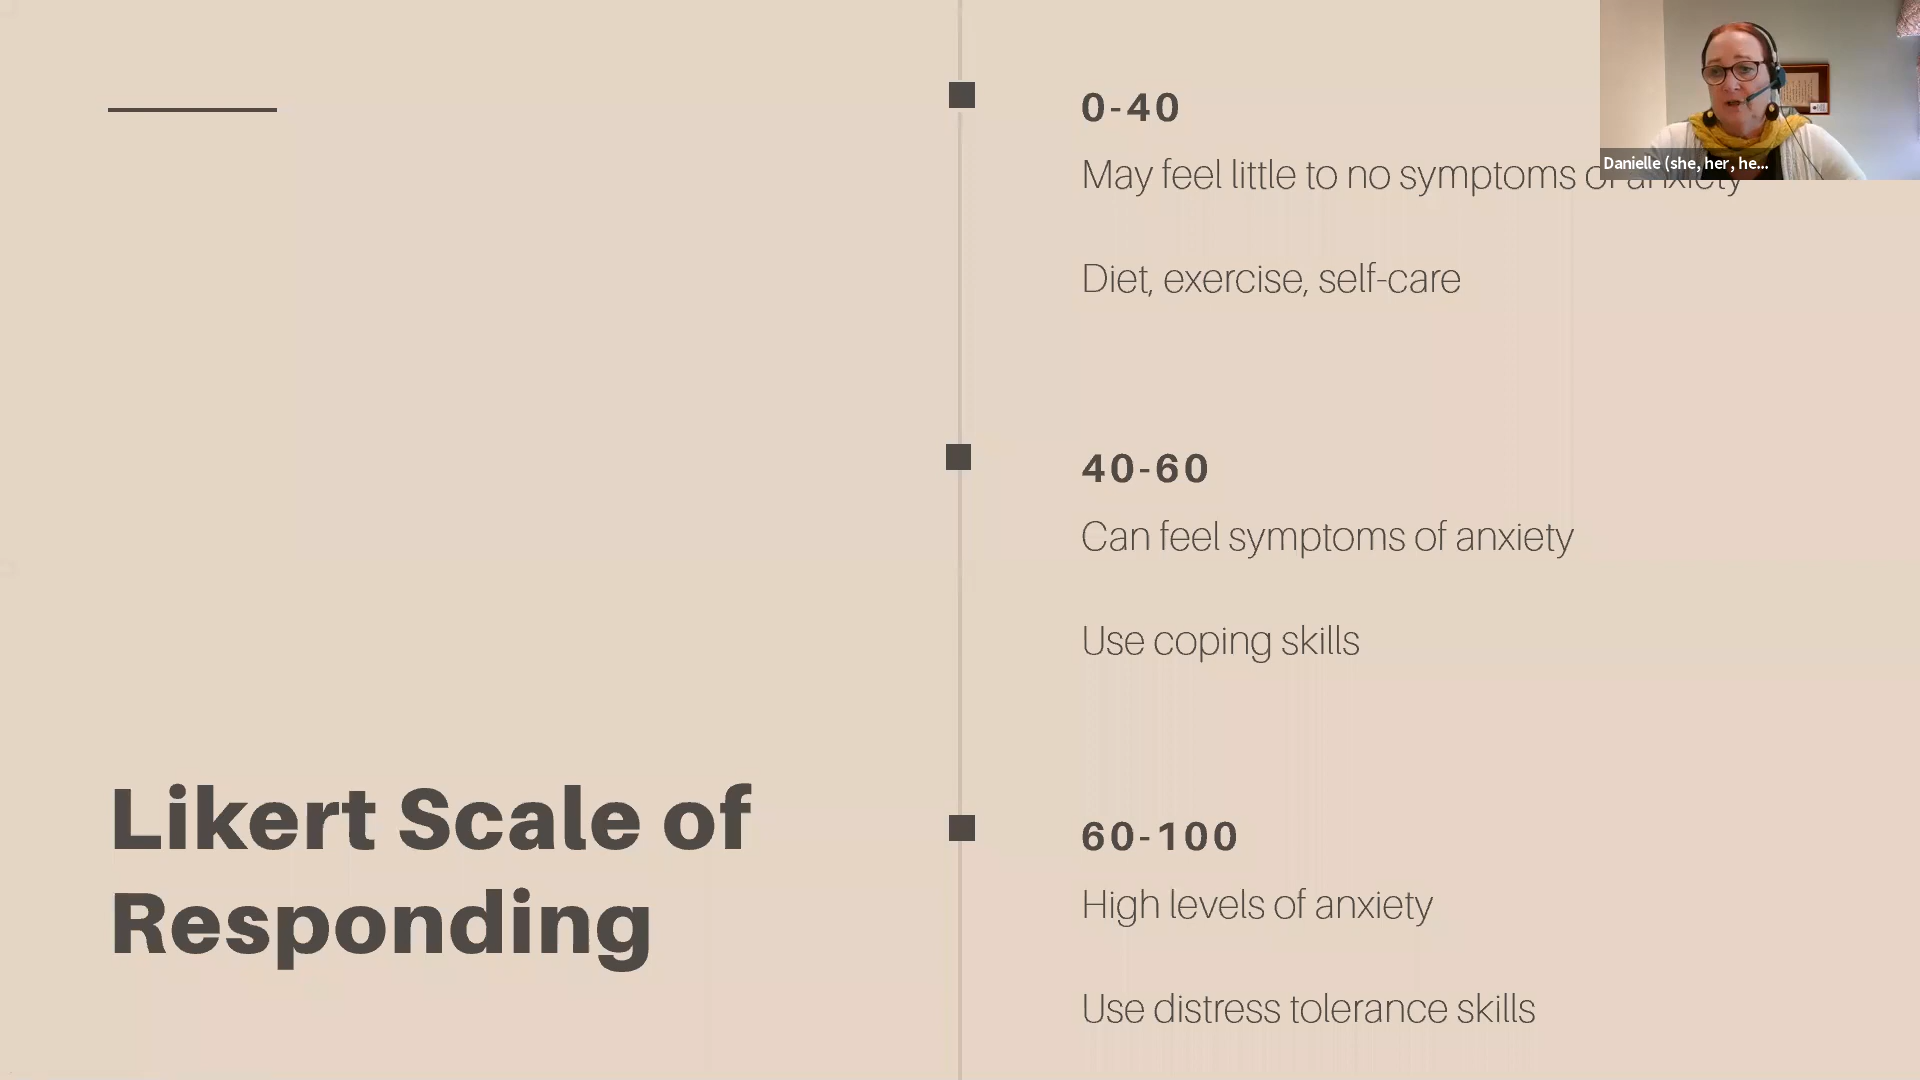 Likert Scale of
Responding
0-40
May feel little to no symptoms of anxiety
Diet, exercise, self-care
40-60
Can feel symptoms of anxiety
Use coping skills
60-100
High levels of anxiety
Use distress tolerance skills
Danielle (she, her, he...